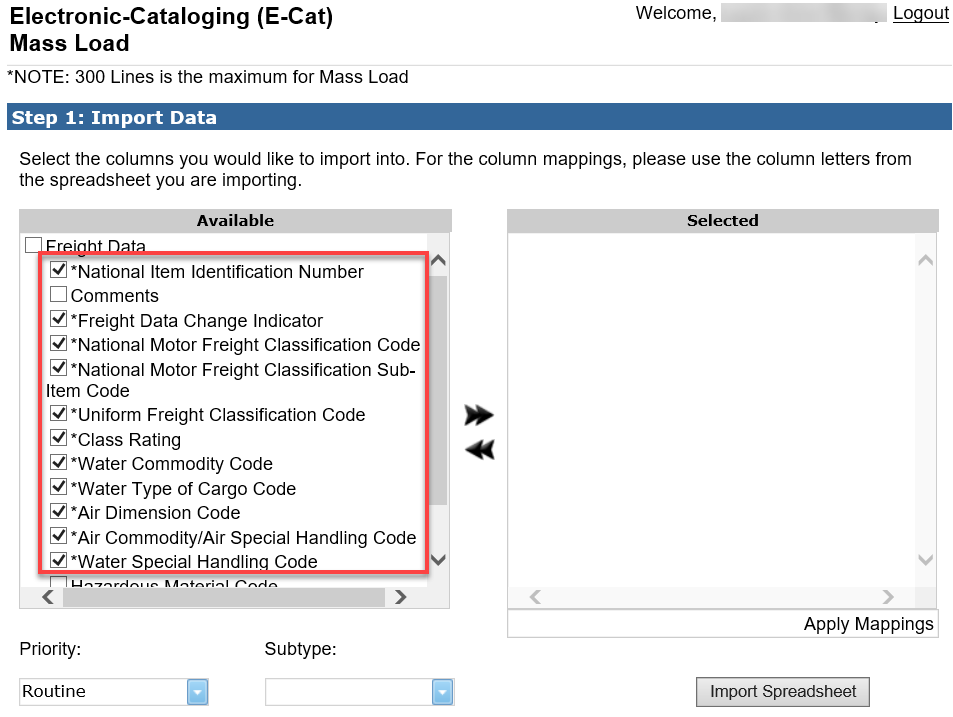 Electronic-Cataloging (E-Cat)
Welcome, Logout
Mass Load
*NOTE: 300 Lines is the maximum for Mass Load
Step 1: Import Data
Select the columns you would like to import into. For the column mappings, please use the column letters from
the spreadsheet you are importing.
Available
Selected
Freight Data
*National Item Identification Number
Comments
*Freight Data Change Indicator
*National Motor Freight Classification Code
*National Motor Freight Classification Sub-
Item Code
*Uniform Freight Classification Code
*Class Rating
*Water Commodity Code
*Water Type of Cargo Code
*Air Dimension Code
*Air Commodity/Air Special Handling Code
*Water Special Handling Code
Hazardous Material Code
Apply Mappings
Priority:
Subtype:
Routine
Import Spreadsheet